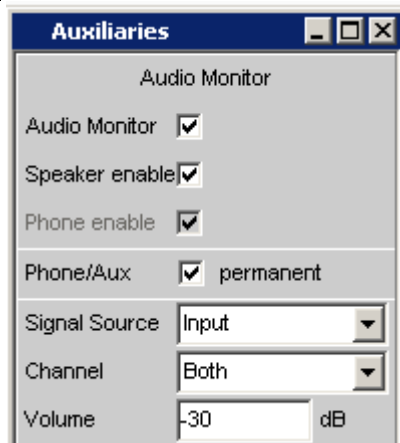 Auxiliaries
Audio Monitor
Audio Monitor
Speaker enable
Phone enable
Phone/Aux permanent
Signal Source Input
Channel Both
Volume -30 dB